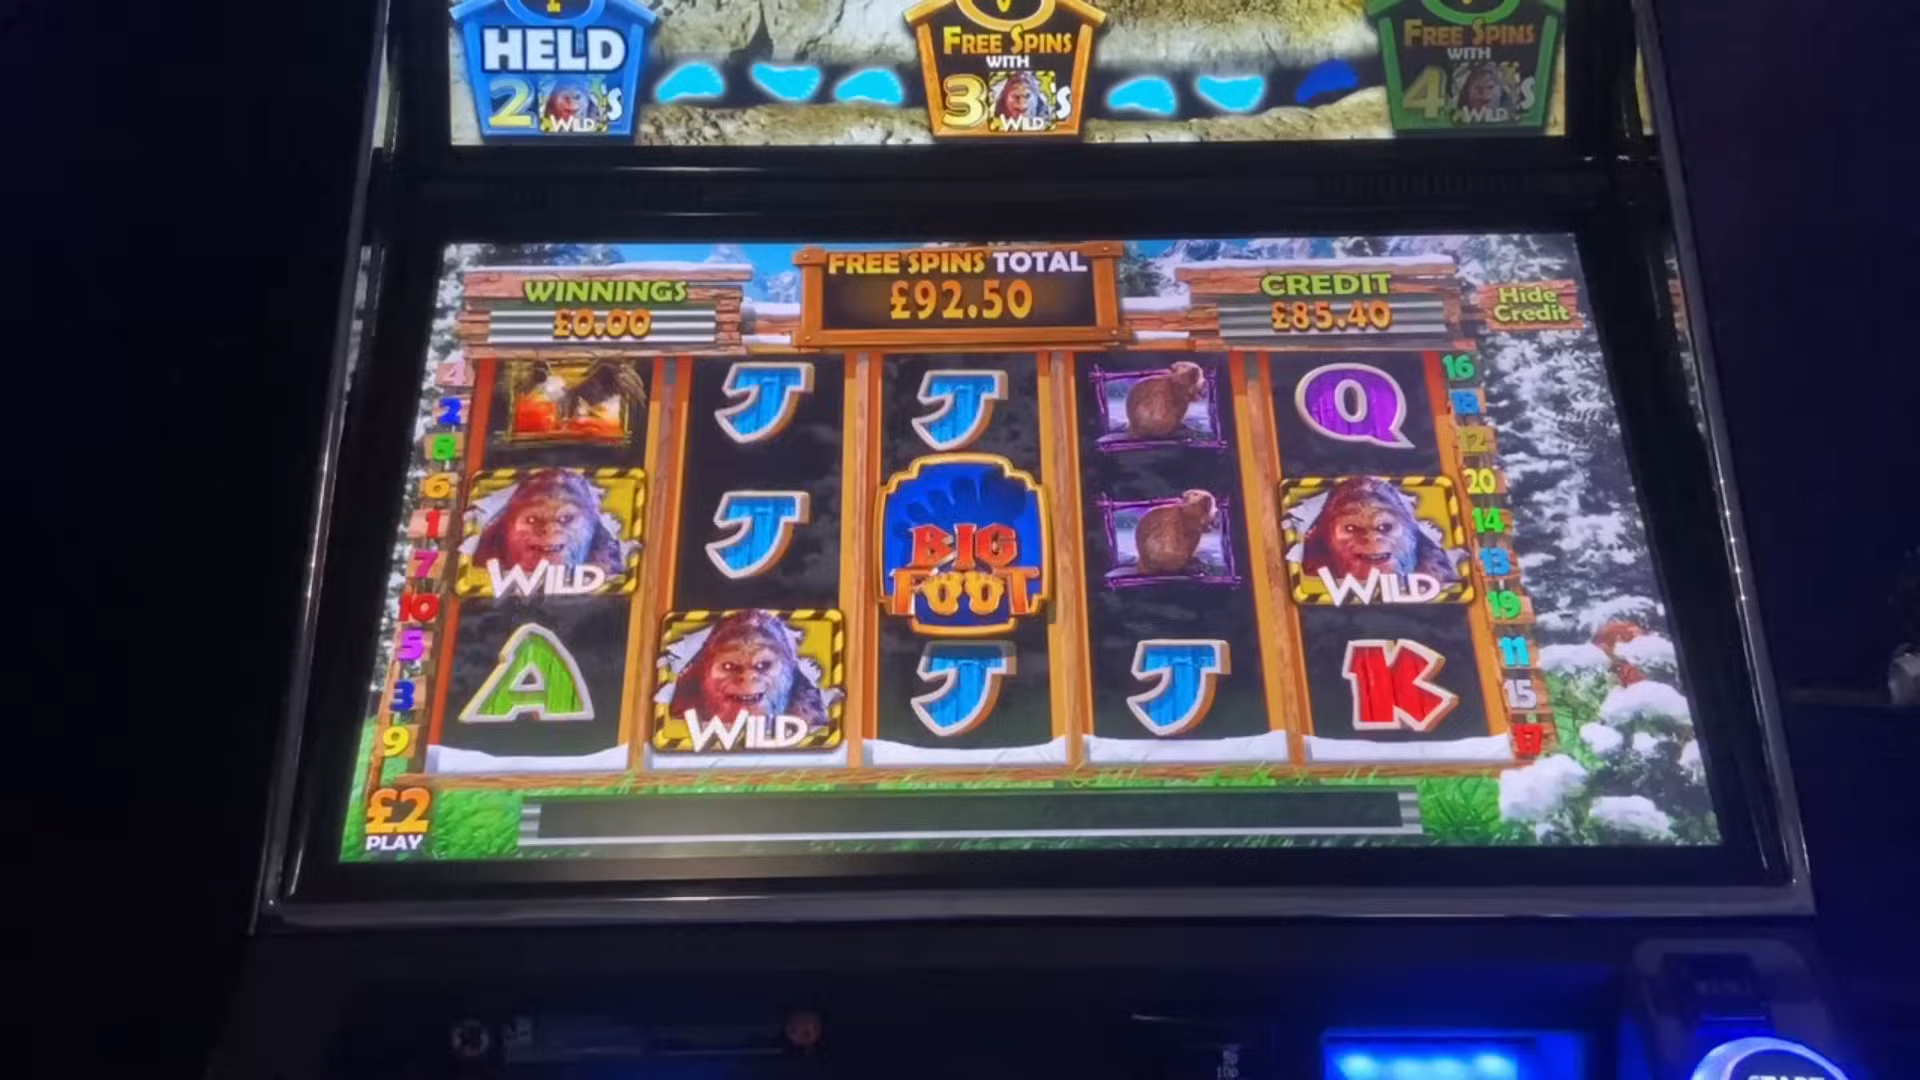 HELD
2 's
WILD
FREE SPINS
WITH
3 's
WILD
FREE SPINS
WITH
4 's
WILD
WINNINGS
£0.00
FREE SPINS TOTAL
£92.50
CREDIT
£85.40
Hide
Credit
4
2
8
6
1
7
10
5
3
9
J
J
Q
J
BIG
FOOT
WILD
WILD
A
WILD
J
J
K
16
18
12
20
14
13
19
11
15
17
£2
PLAY
START